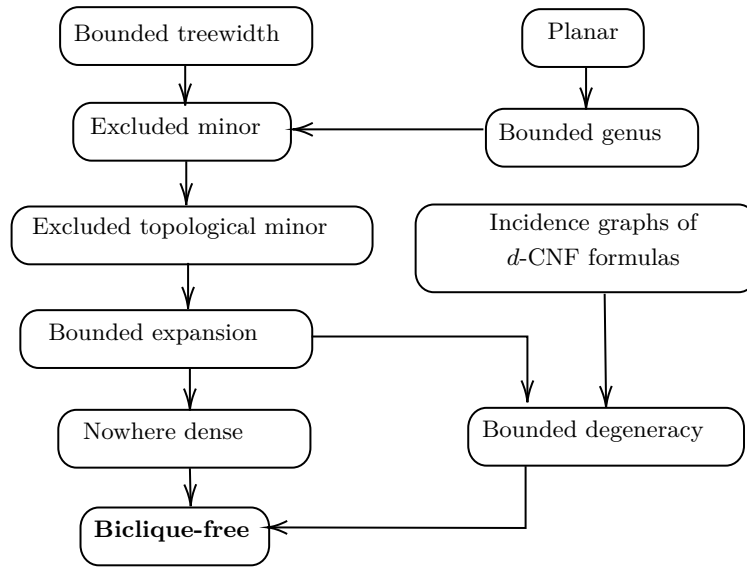 Bounded treewidth
Planar
Excluded minor
Bounded genus
Excluded topological minor
Incidence graphs of
d-CNF formulas
Bounded expansion
Nowhere dense
Bounded degeneracy
Biclique-free